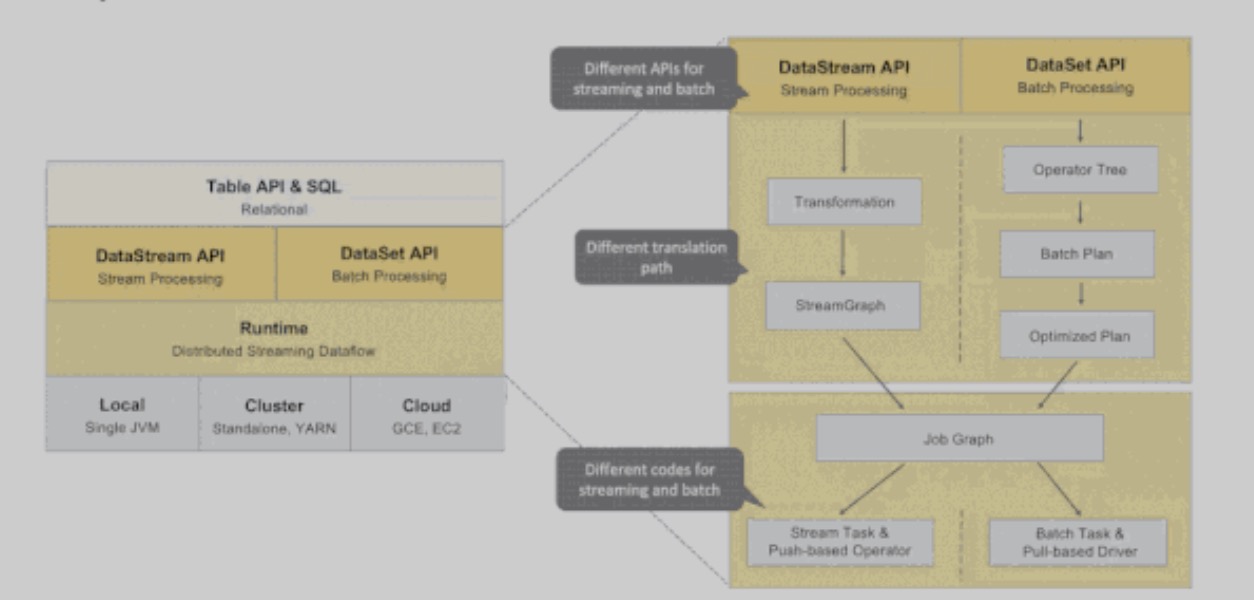 Table API & SQL
Relational
DataStream API
Stream Processing
DataSet API
Batch Processing
Runtime
Distributed Streaming Dataflow
Local
Single JVM
Cluster
Standalone, YARN
Cloud
GCE, EC2
Different APIs for
streaming and batch
Different translation
path
Different codes for
streaming and batch
DataStream API
Stream Processing
DataSet API
Batch Processing
Transformation
StreamGraph
Operator Tree
Batch Plan
Optimized Plan
Job Graph
Stream Task &
Push-based Operator
Batch Task &
Pull-based Driver